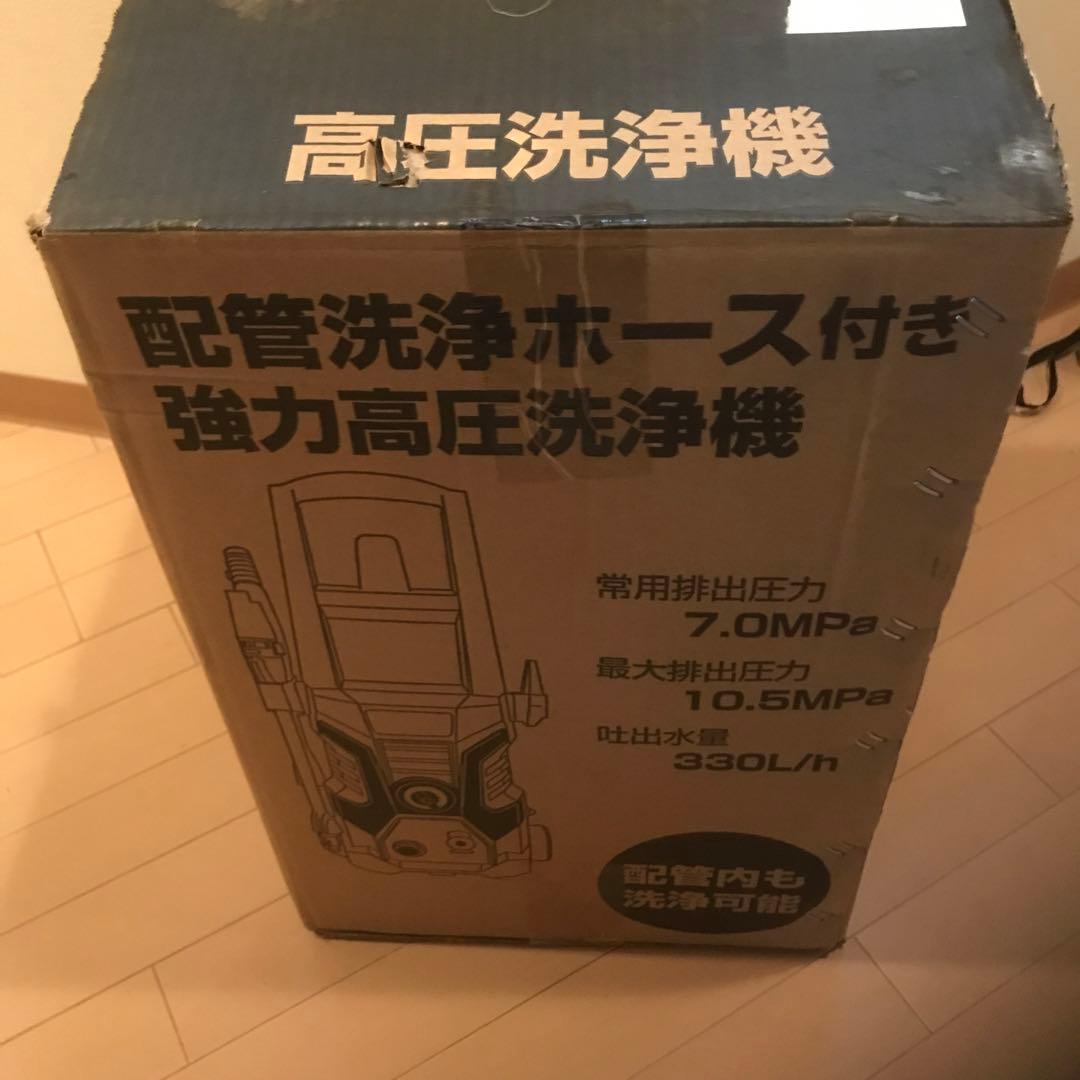 高圧洗浄機
配管洗浄ホース付き
強力高圧洗浄機
常用排出圧力
7.0MPa
最大排出圧力
10.5MPa
吐出水量
330L/h
配管内も
洗浄可能